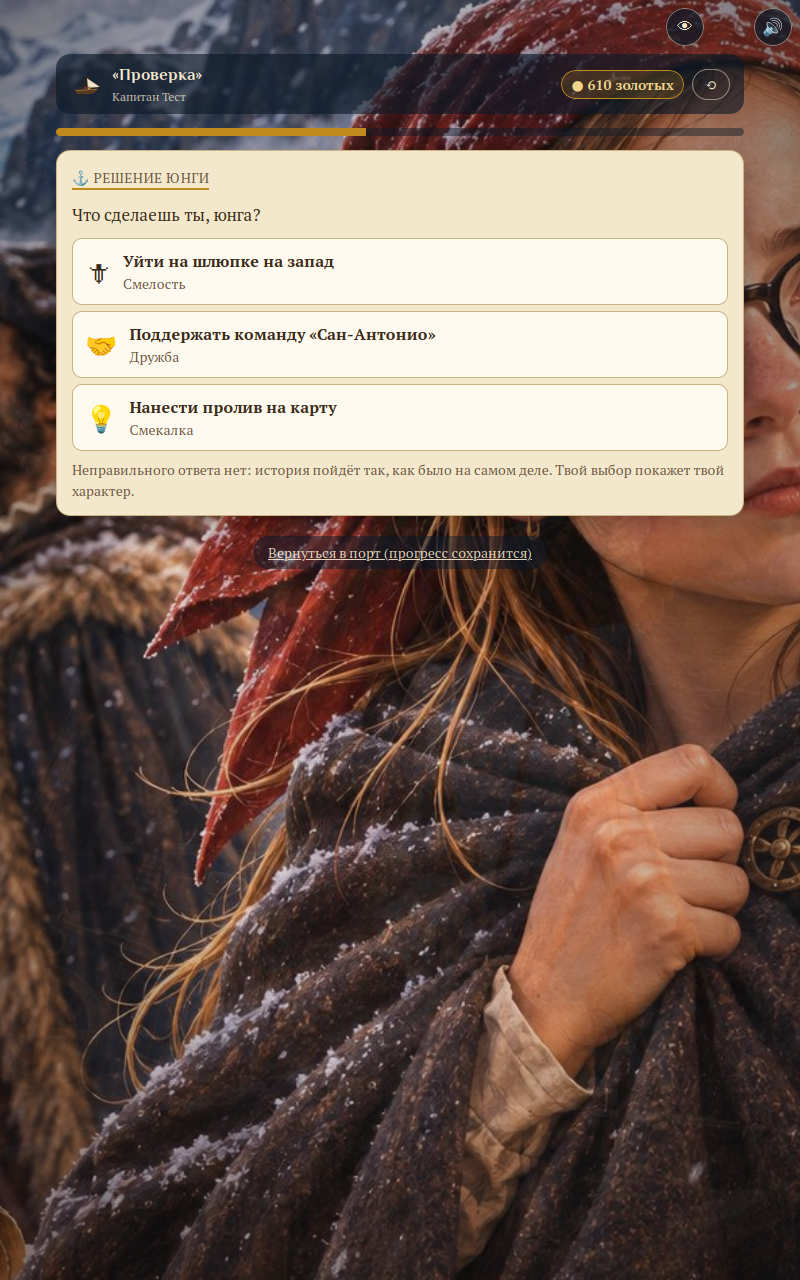 «Проверка»
Капитан Тест
610 золотых
РЕШЕНИЕ ЮНГИ
Что сделаешь ты, юнга?
Уйти на шлюпке на запад
Смелость
Поддержать команду «Сан-Антонио»
Дружба
Нанести пролив на карту
Смекалка
Неправильного ответа нет: история пойдёт так, как было на самом деле. Твой выбор покажет твой
характер.
Вернуться в порт (прогресс сохранится)